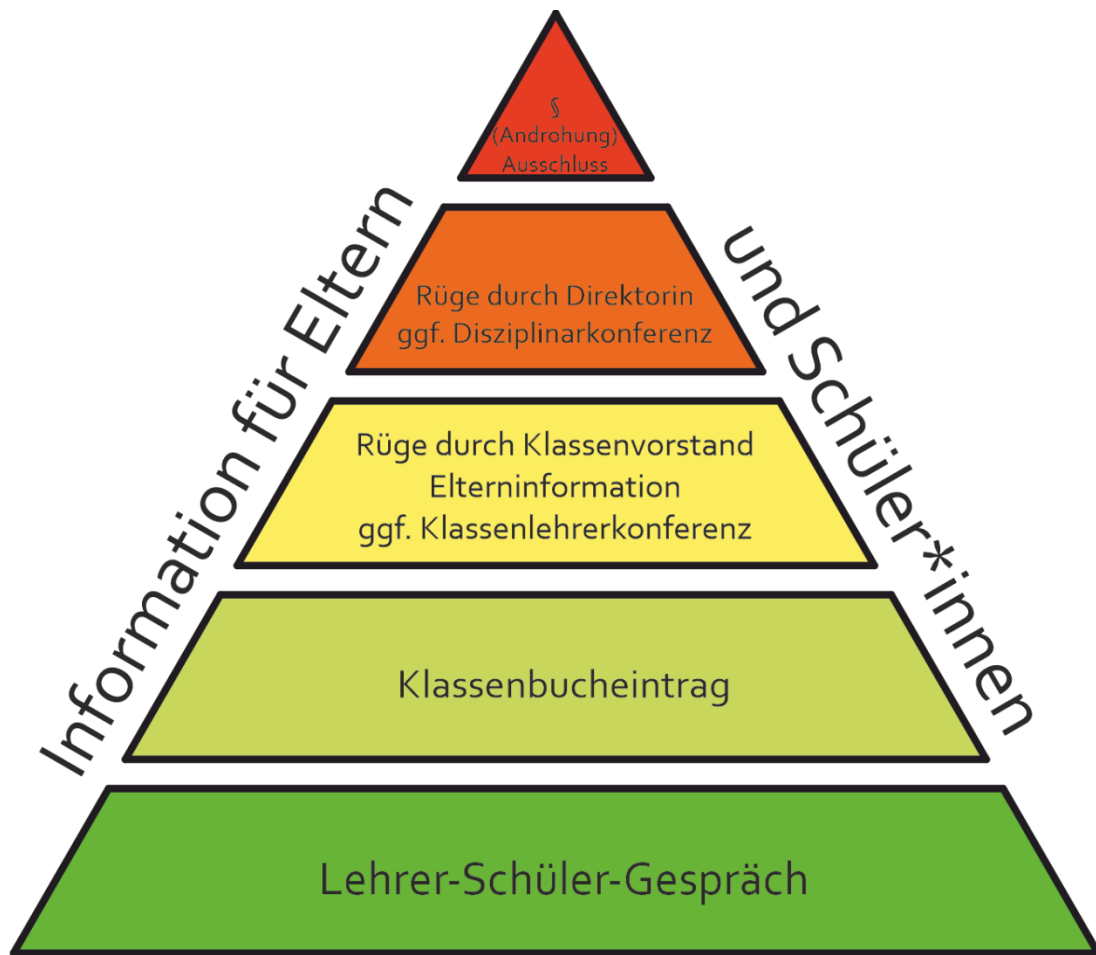 §
(Androhung)
Ausschluss
Rüge durch Direktorin
ggf. Disziplinarkonferenz
Rüge durch Klassenvorstand
Elterninformation
ggf. Klassenlehrerkonferenz
Klassenbucheintrag
Lehrer-Schüler-Gespräch
Information für Eltern
und Schüler*innen